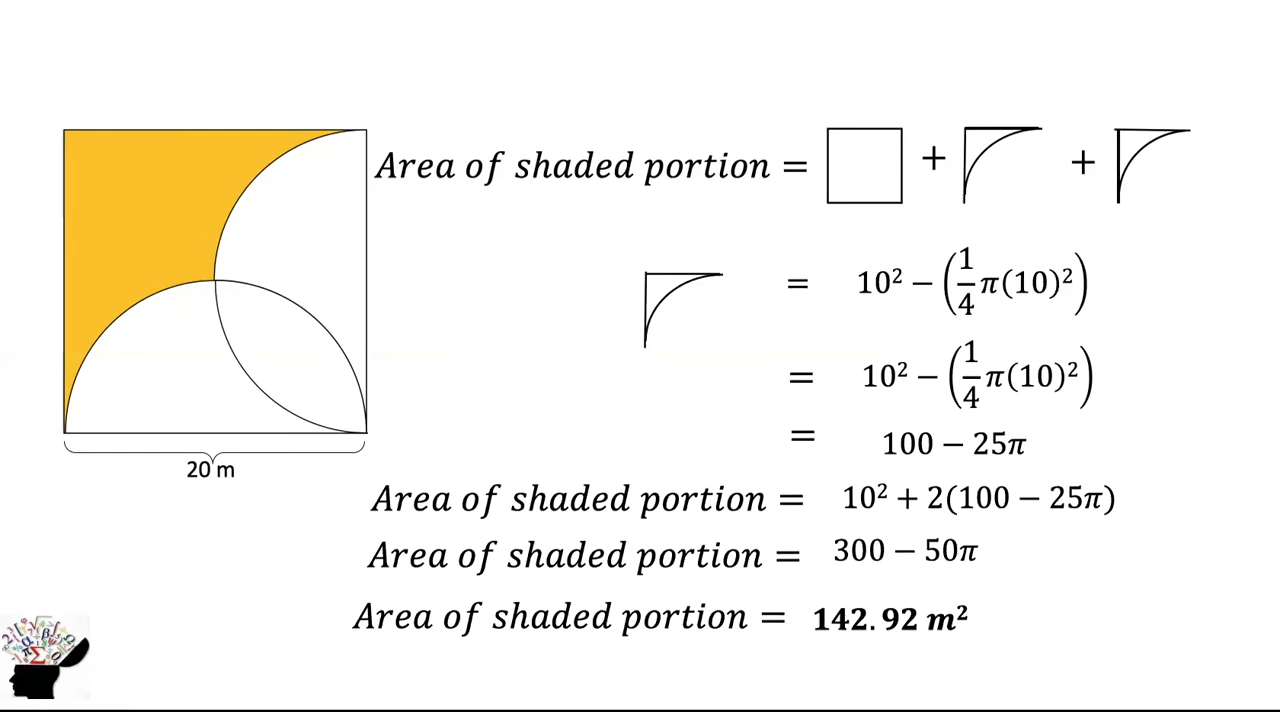 Area of shaded portion = + +
= 10² − (1/4 π(10)²)
= 10² − (1/4 π(10)²)
= 100 − 25π
20 m
Area of shaded portion = 10² + 2(100 − 25π)
Area of shaded portion = 300 − 50π
Area of shaded portion = 142.92 m²